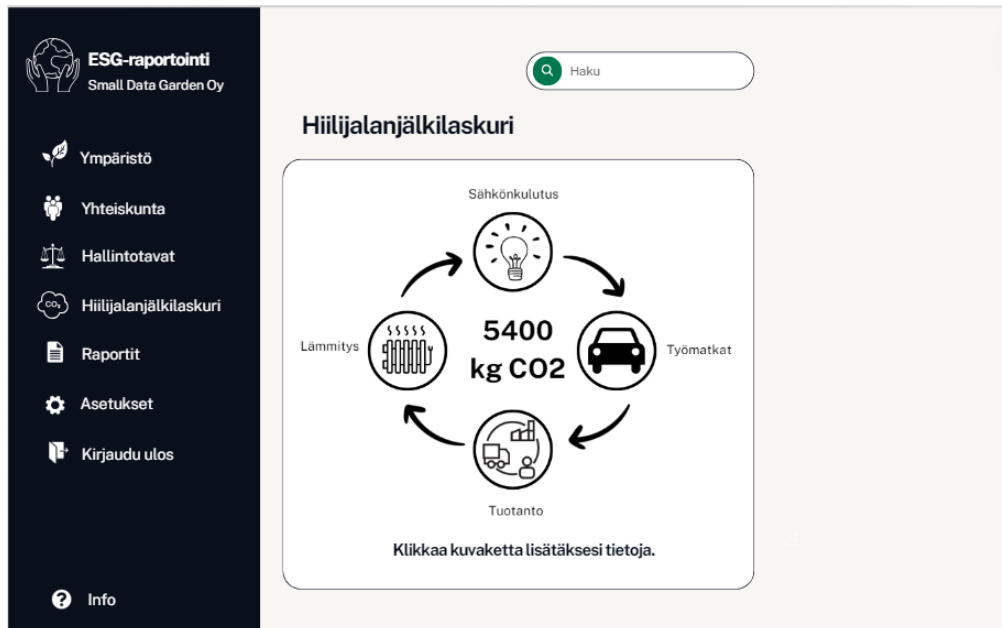 ESG-raportointi
Small Data Garden Oy
Ympäristö
Yhteiskunta
Hallintotavat
CO₂
Hiilijalanjälkilaskuri
Raportit
Asetukset
Kirjaudu ulos
Info
Haku
Hiilijalanjälkilaskuri
Sähkönkulutus
Lämmitys
5400
kg CO2
Työmatkat
Tuotanto
Klikkaa kuvaketta lisätäksesi tietoja.